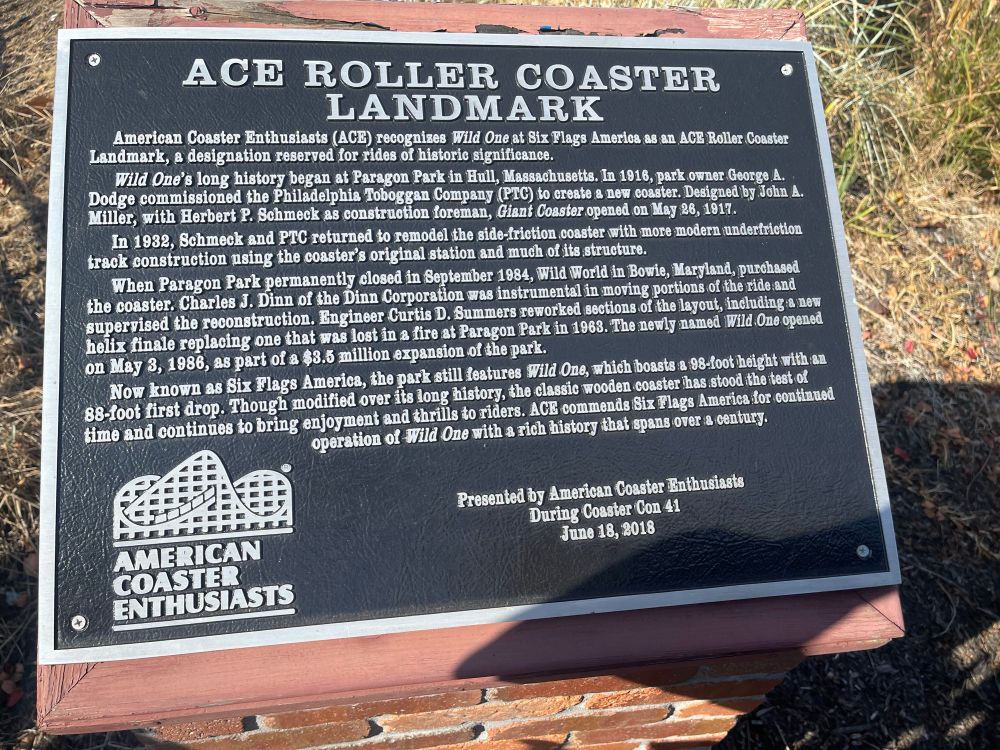 ACE ROLLER COASTER
LANDMARK
American Coaster Enthusiasts (ACE) recognizes Wild One at Six Flags America as an ACE Roller Coaster
Landmark, a designation reserved for rides of historic significance.
Wild One's long history began at Paragon Park in Hull, Massachusetts. In 1916, park owner George A.
Dodge commissioned the Philadelphia Toboggan Company (PTC) to create a new coaster. Designed by John A.
Miller, with Herbert P. Schmeck as construction foreman, Giant Coaster opened on May 26, 1917.
In 1932, Schmeck and PTC returned to remodel the side-friction coaster with more modern underfriction
track construction using the coaster's original station and much of its structure.
When Paragon Park permanently closed in September 1984, Wild World in Bowie, Maryland, purchased
the coaster. Charles J. Dinn of the Dinn Corporation was instrumental in moving portions of the ride and
supervised the reconstruction. Engineer Curtis D. Summers reworked sections of the layout, including a new
helix finale replacing one that was lost in a fire at Paragon Park in 1963. The newly named Wild One opened
on May 3, 1986, as part of a $3.5 million expansion of the park.
Now known as Six Flags America, the park still features Wild One, which boasts a 98-foot height with an
88-foot first drop. Though modified over its long history, the classic wooden coaster has stood the test of
time and continues to bring enjoyment and thrills to riders. ACE commends Six Flags America for continued
operation of Wild One with a rich history that spans over a century.
Presented by American Coaster Enthusiasts
During Coaster Con 41
June 18, 2018
®
AMERICAN
COASTER
ENTHUSIASTS